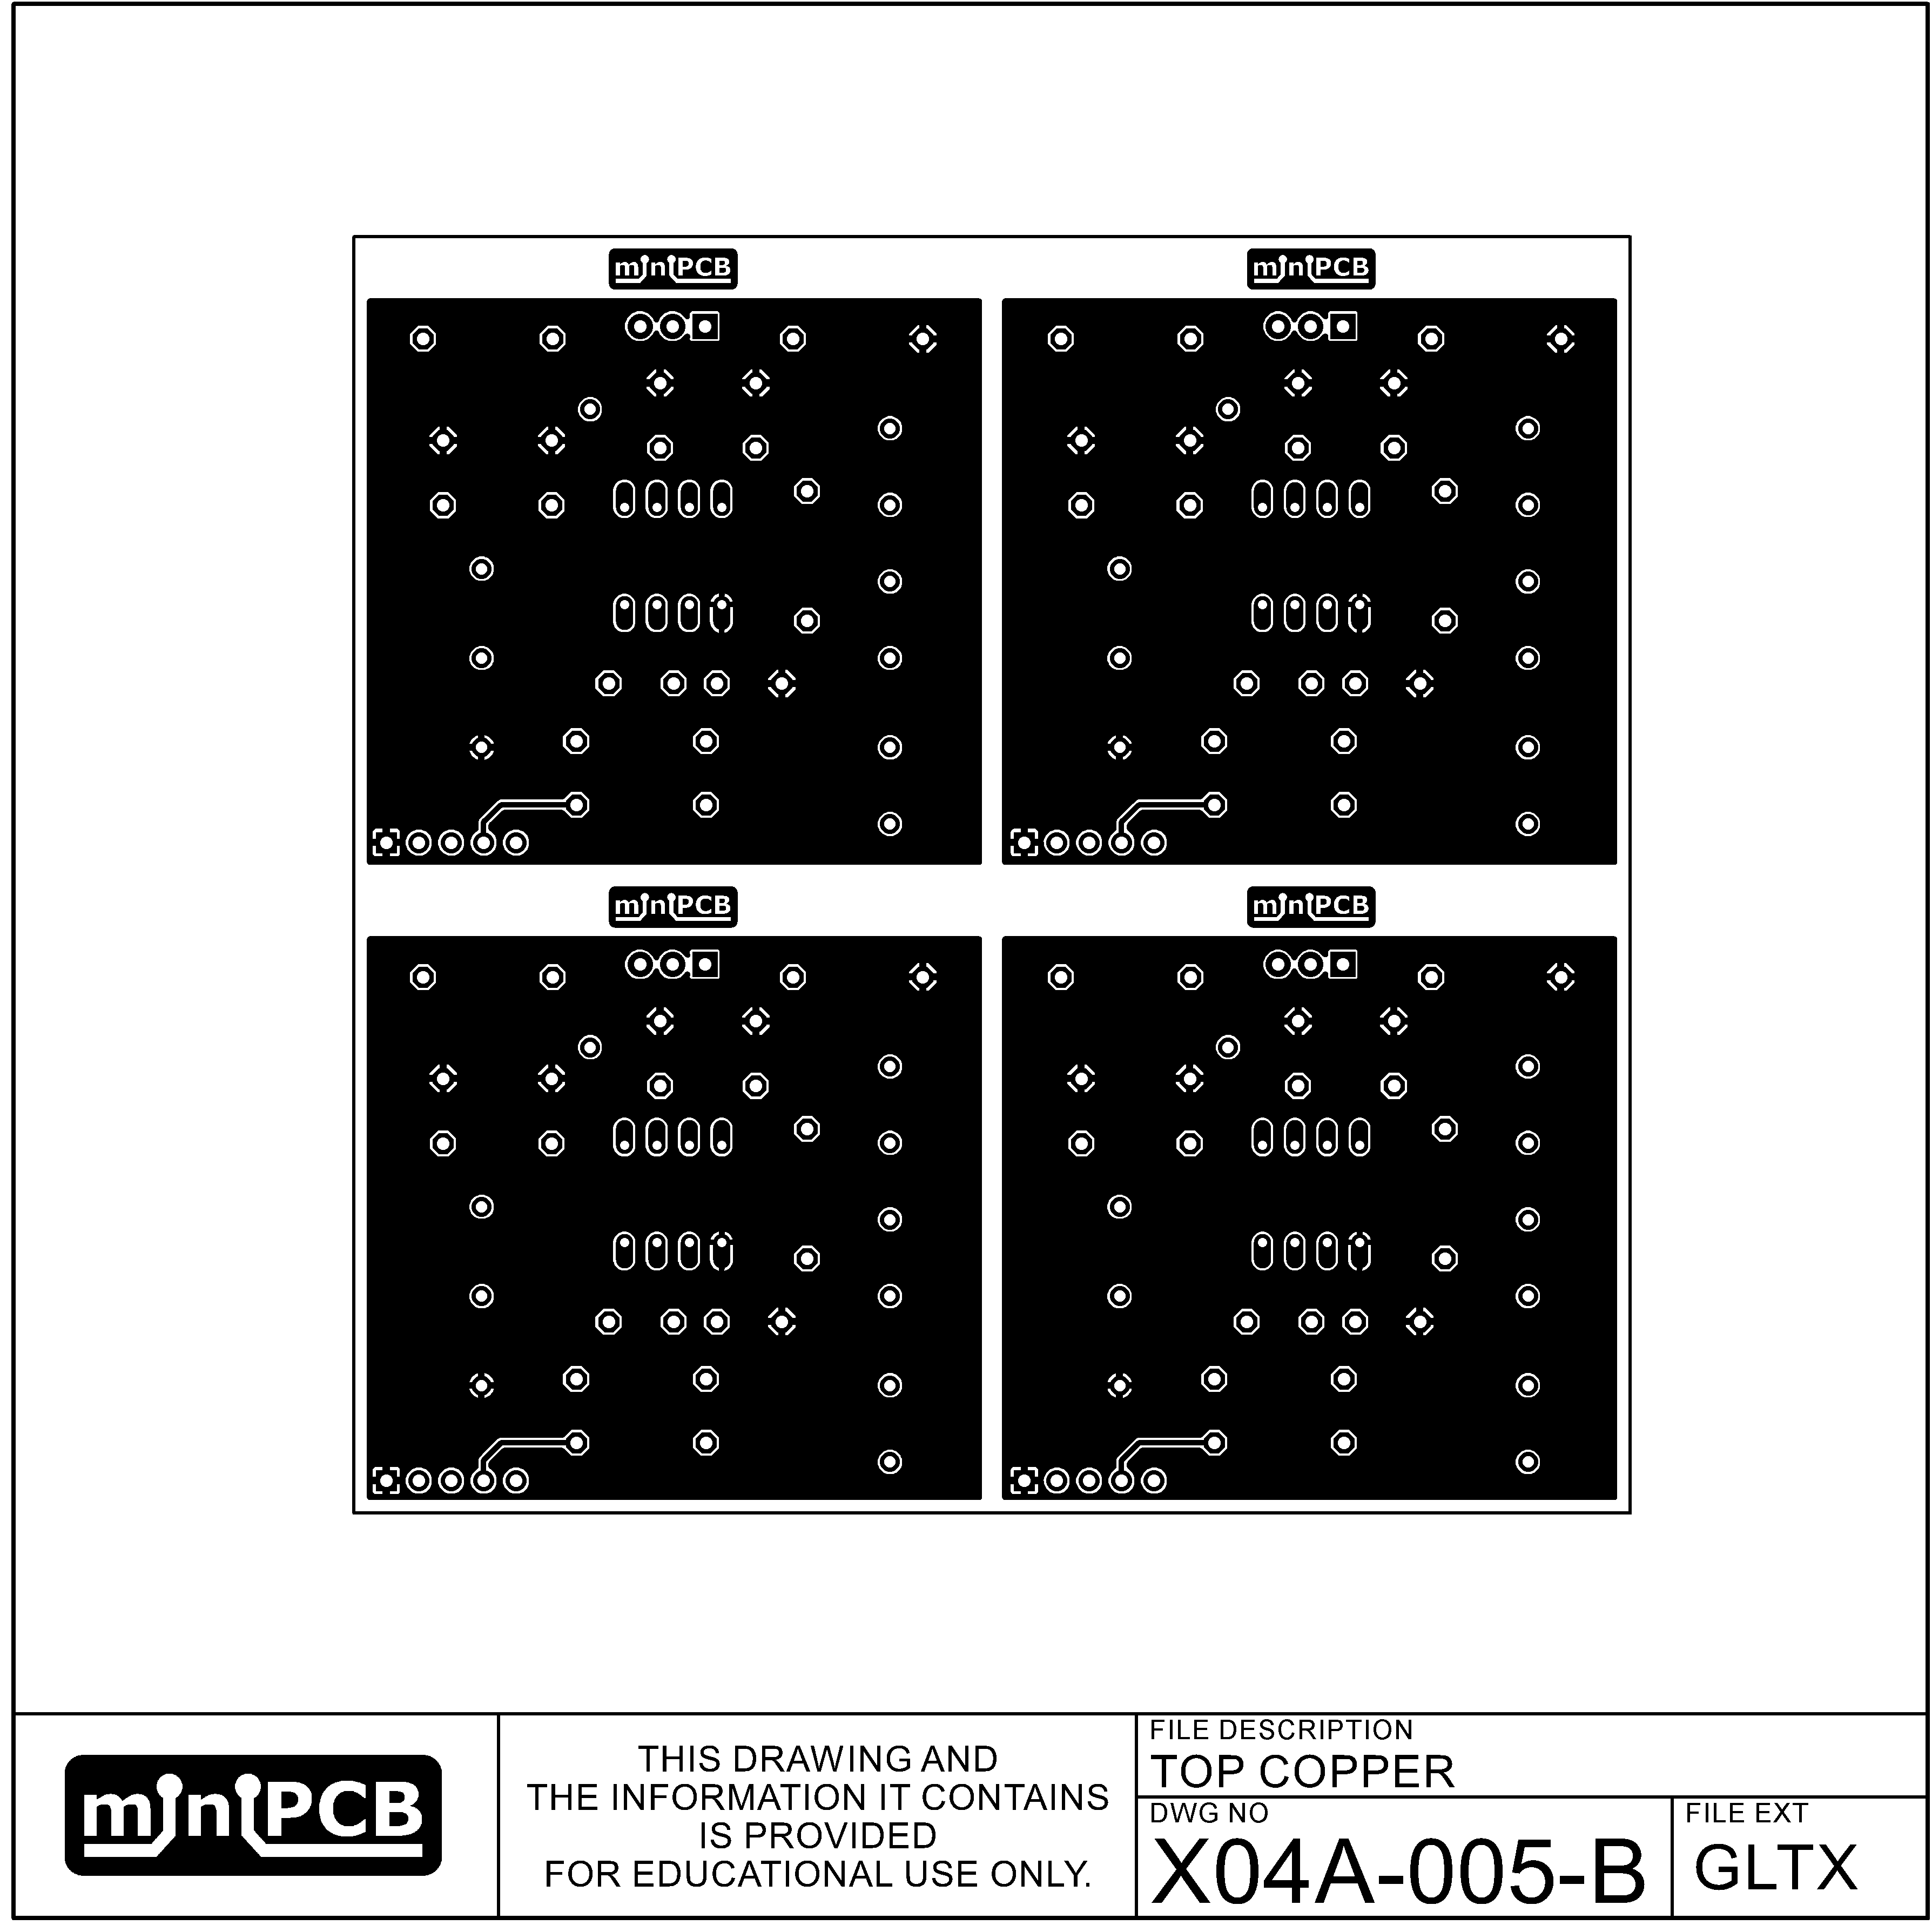 miniPCB
miniPCB
miniPCB
miniPCB
miniPCB
THIS DRAWING AND
THE INFORMATION IT CONTAINS
IS PROVIDED
FOR EDUCATIONAL USE ONLY.
FILE DESCRIPTION
TOP COPPER
DWG NO
X04A-005-B
FILE EXT
GLTX